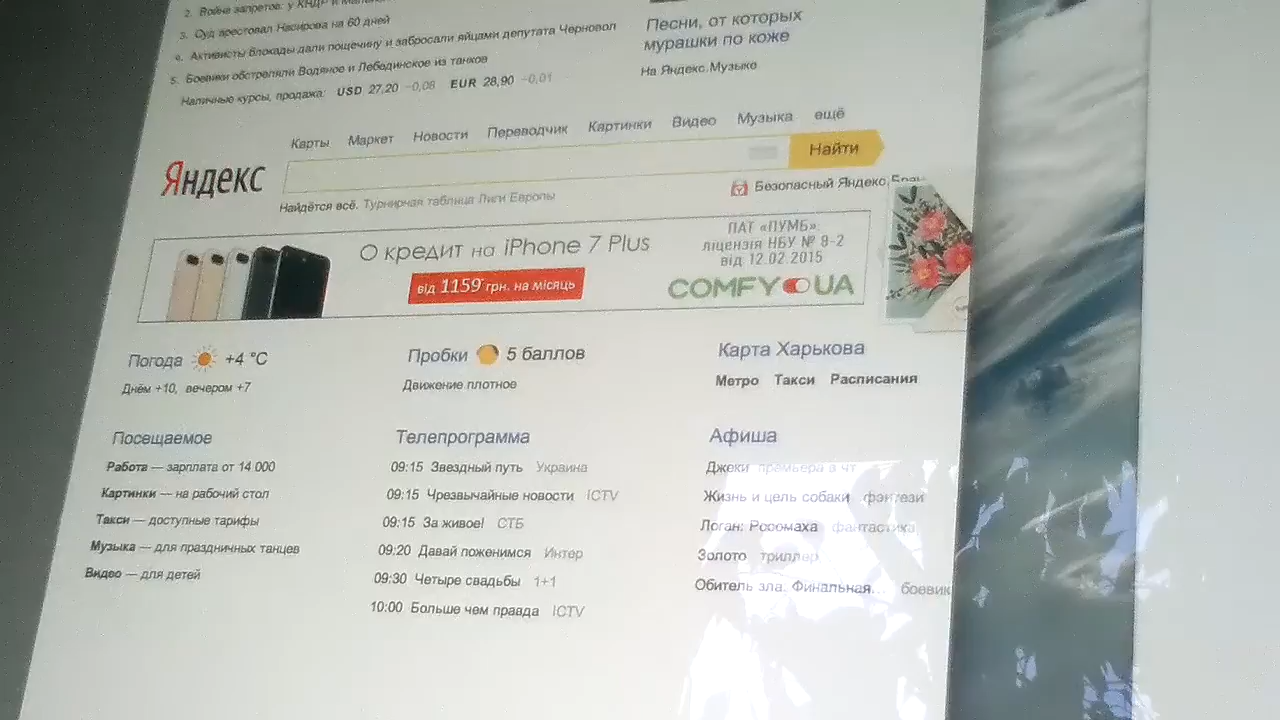 2. Война запретов: у КНДР и
3. Суд арестовал Насирова на 60 дней
4. Активисты блокады дали пощечину и забросали яйцами депутата Черновол
5. Боевики обстреляли Водяное и Лебединское из танков
Наличные курсы, продажа: USD 27,20 −0,08 EUR 28,90 −0,01
Песни, от которых
мурашки по коже
На Яндекс.Музыке
Карты Маркет Новости Переводчик Картинки Видео Музыка ещё
Яндекс
Найти
Найдётся всё. Турнирная таблица Лиги Европы
Безопасный Яндекс
О кредит на iPhone 7 Plus
від 1159* грн. на місяць
ПАТ «ПУМБ»
ліцензія НБУ № 8-2
від 12.02.2015
COMFY UA
Погода +4 °C
Днём +10, вечером +7
Пробки 5 баллов
Движение плотное
Карта Харькова
Метро Такси Расписания
Посещаемое
Работа — зарплата от 14 000
Картинки — на рабочий стол
Такси — доступные тарифы
Музыка — для праздничных танцев
Видео — для детей
Телепрограмма
09:15 Звездный путь Украина
09:15 Чрезвычайные новости ICTV
09:15 За живое! СТБ
09:20 Давай поженимся Интер
09:30 Четыре свадьбы 1+1
10:00 Больше чем правда ICTV
Афиша
Джеки премьера в чт
Жизнь и цель собаки фэнтези
Логан: Росомаха фантастика
Золото триллер
Обитель зла: Финальная... боевик